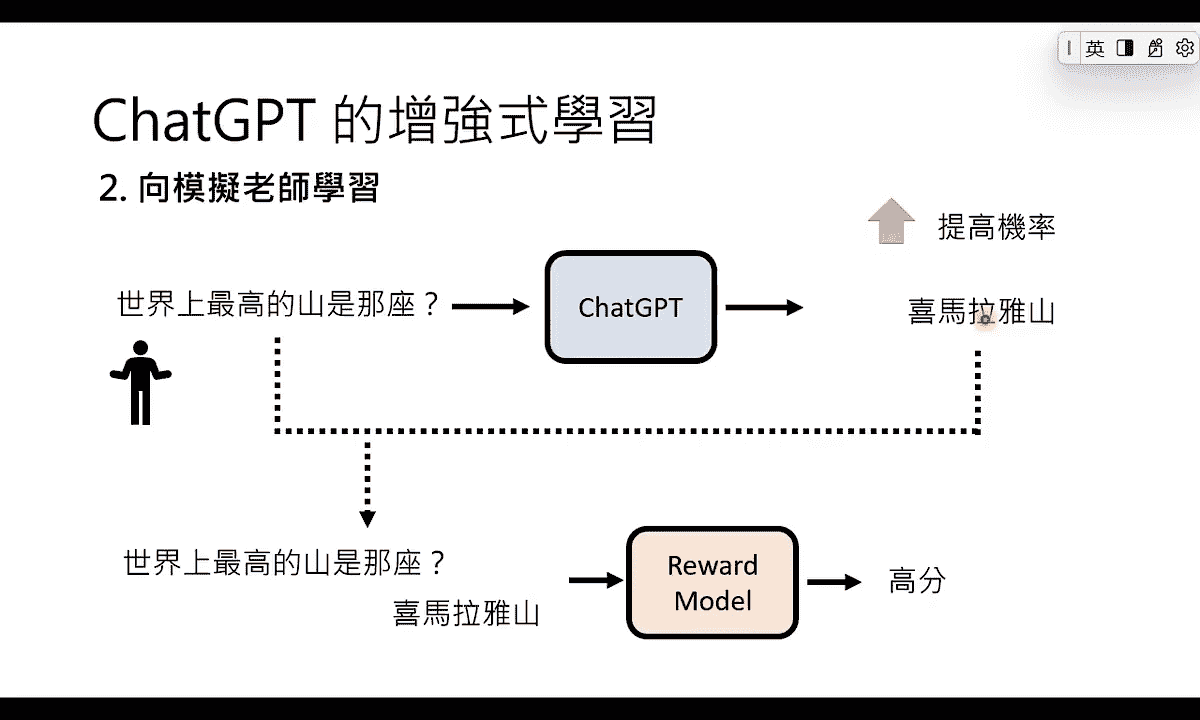 英
ChatGPT 的增強式學習
2. 向模擬老師學習
提高機率
世界上最高的山是那座？
ChatGPT
喜馬拉雅山
世界上最高的山是那座？
喜馬拉雅山
Reward
Model
高分